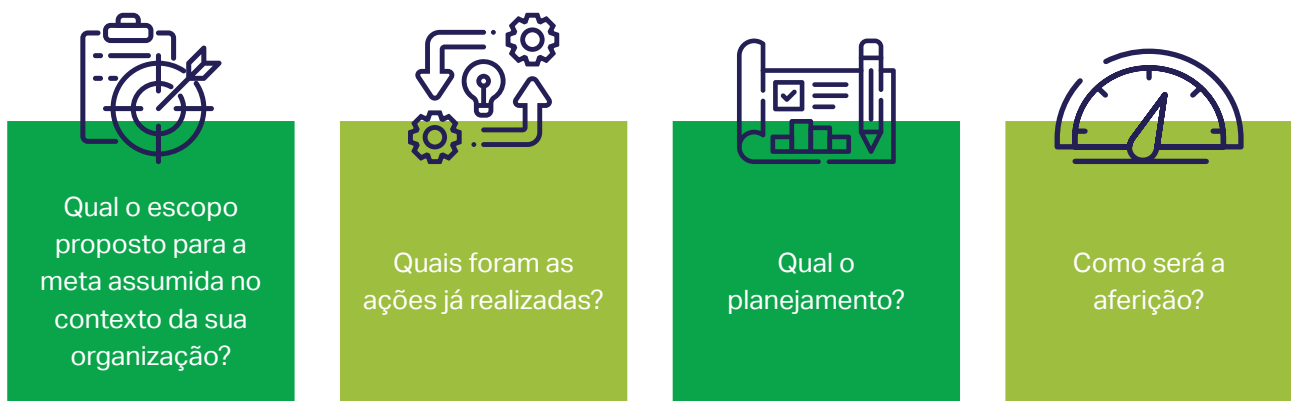 Qual o escopo
proposto para a
meta assumida no
contexto da sua
organização?
Quais foram as
ações já realizadas?
Qual o
planejamento?
Como será a
aferição?